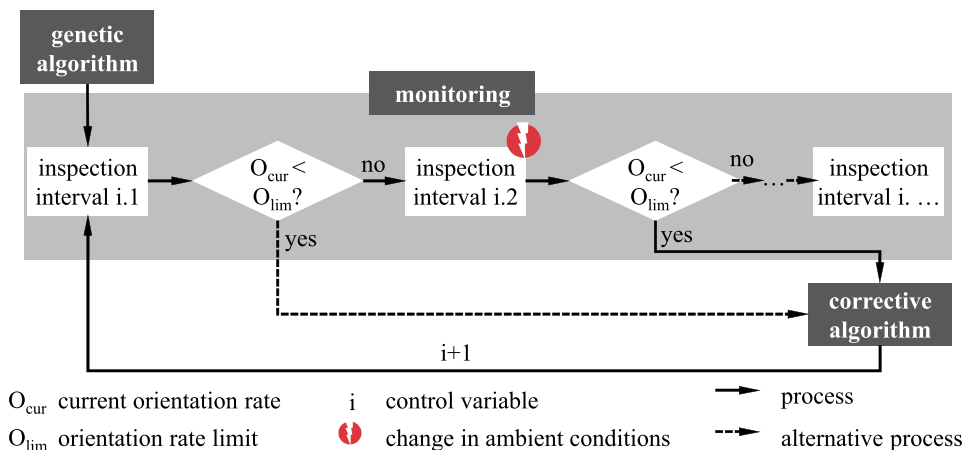 genetic
algorithm
monitoring
inspection
interval i.1
O_cur <
O_lim?
no
yes
inspection
interval i.2
O_cur <
O_lim?
no
yes
...
inspection
interval i. ...
corrective
algorithm
i+1
O_cur current orientation rate
i control variable
process
O_lim orientation rate limit
change in ambient conditions
alternative process